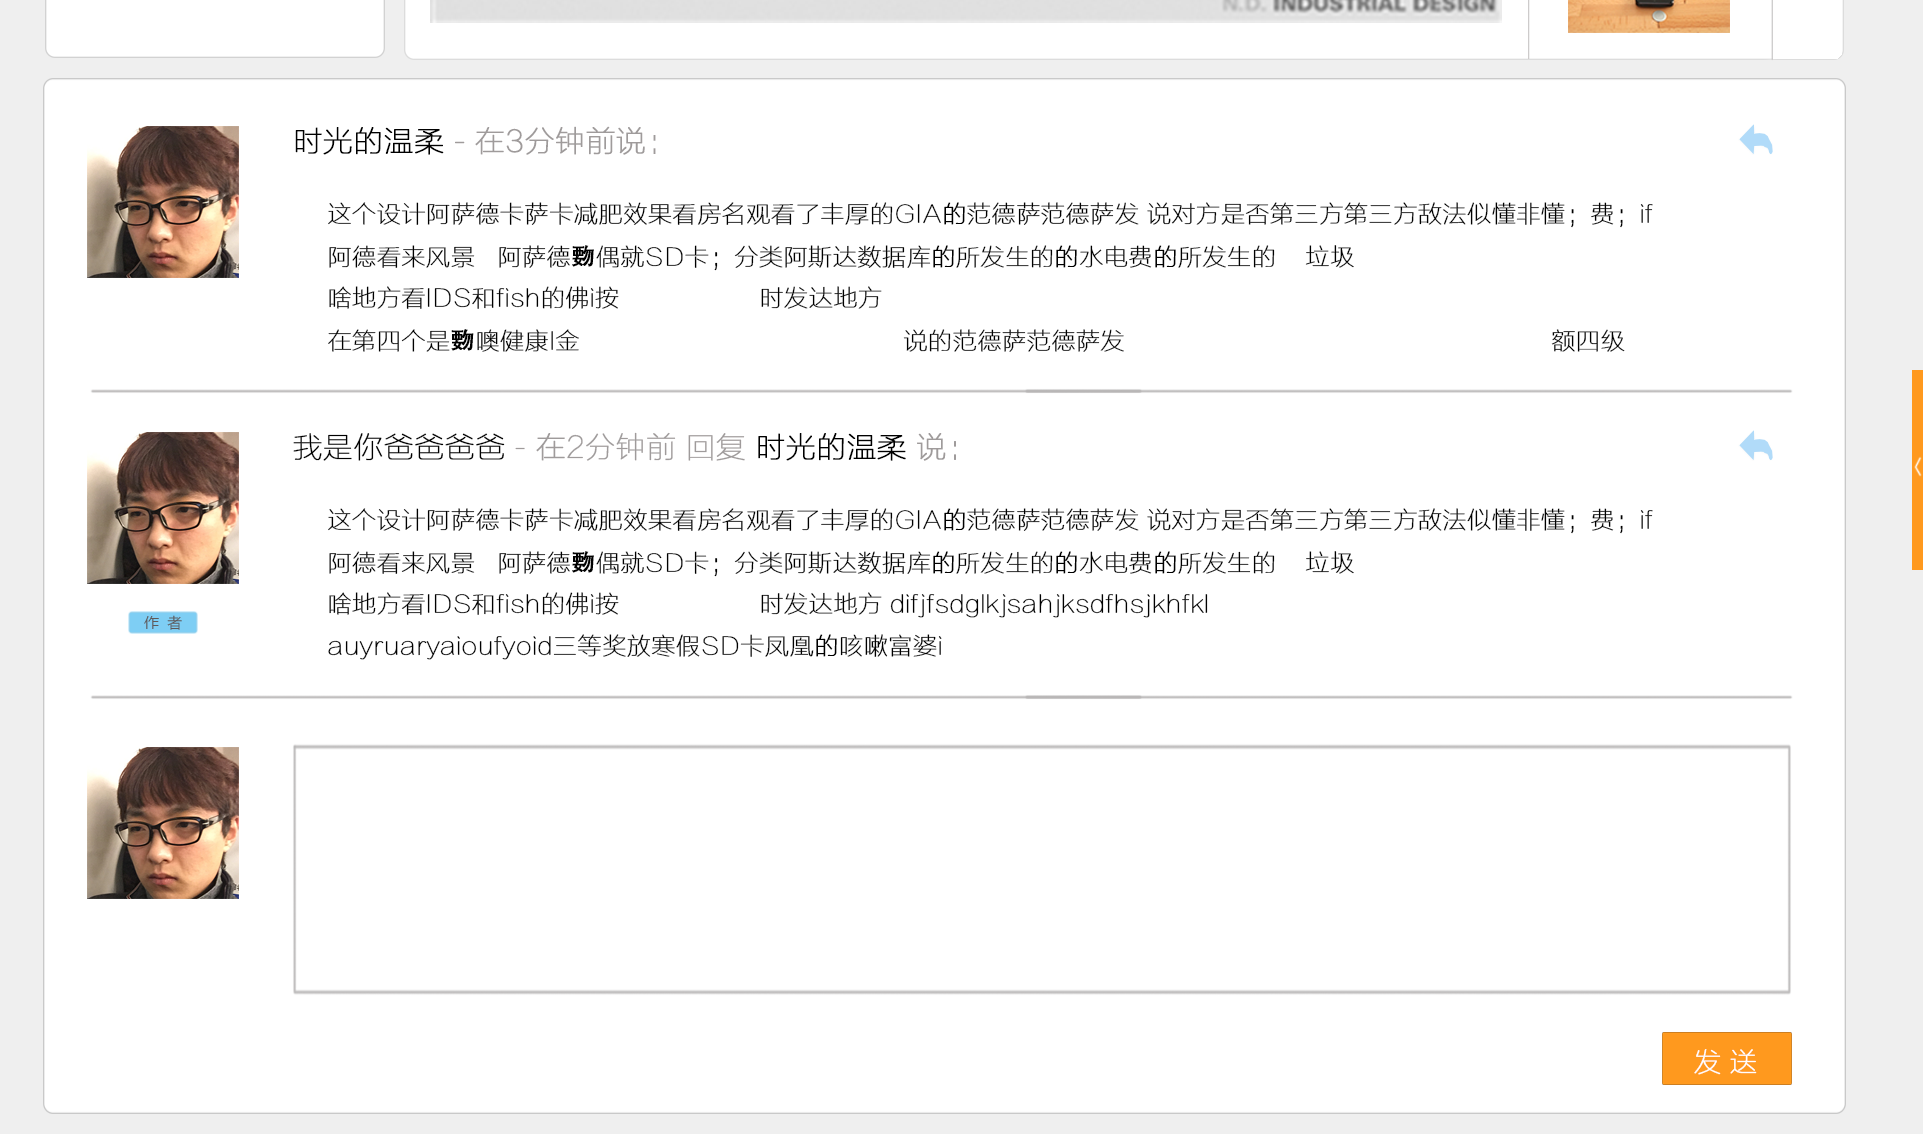 N.D. INDUSTRIAL DESIGN
时光的温柔 - 在3分钟前说：
这个设计阿萨德卡萨卡减肥效果看房名观看了丰厚的GIA的范德萨范德萨发 说对方是否第三方第三方敌法似懂非懂；费；if
阿德看来风景 阿萨德覅偶就SD卡；分类阿斯达数据库的所发生的的水电费的所发生的 垃圾
啥地方看IDS和fish的佛i按 时发达地方
在第四个是覅噢健康l金 说的范德萨范德萨发 额四级
我是你爸爸爸爸 - 在2分钟前 回复 时光的温柔 说：
这个设计阿萨德卡萨卡减肥效果看房名观看了丰厚的GIA的范德萨范德萨发 说对方是否第三方第三方敌法似懂非懂；费；if
阿德看来风景 阿萨德覅偶就SD卡；分类阿斯达数据库的所发生的的水电费的所发生的 垃圾
啥地方看IDS和fish的佛i按 时发达地方 difjfsdglkjsahjksdfhsjkhfkl
作 者
auyruaryaioufyoid三等奖放寒假SD卡凤凰的咳嗽富婆i
发 送